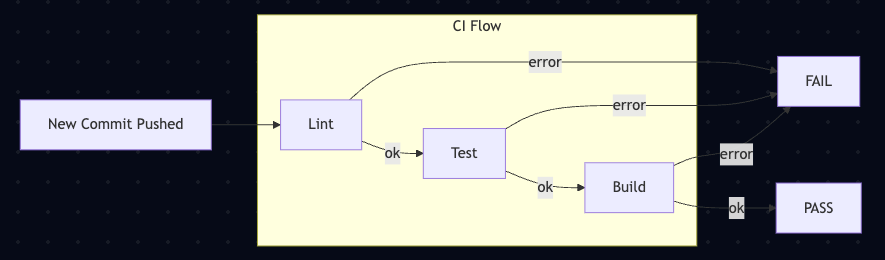 CI Flow
error
FAIL
New Commit Pushed
Lint
error
ok
Test
error
ok
Build
ok
PASS